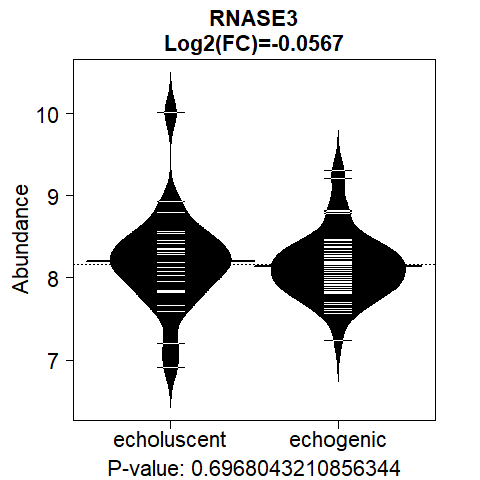 RNASE3
Log2(FC)=-0.0567
Abundance
10
9
8
7
echoluscent echogenic
P-value: 0.6968043210856344